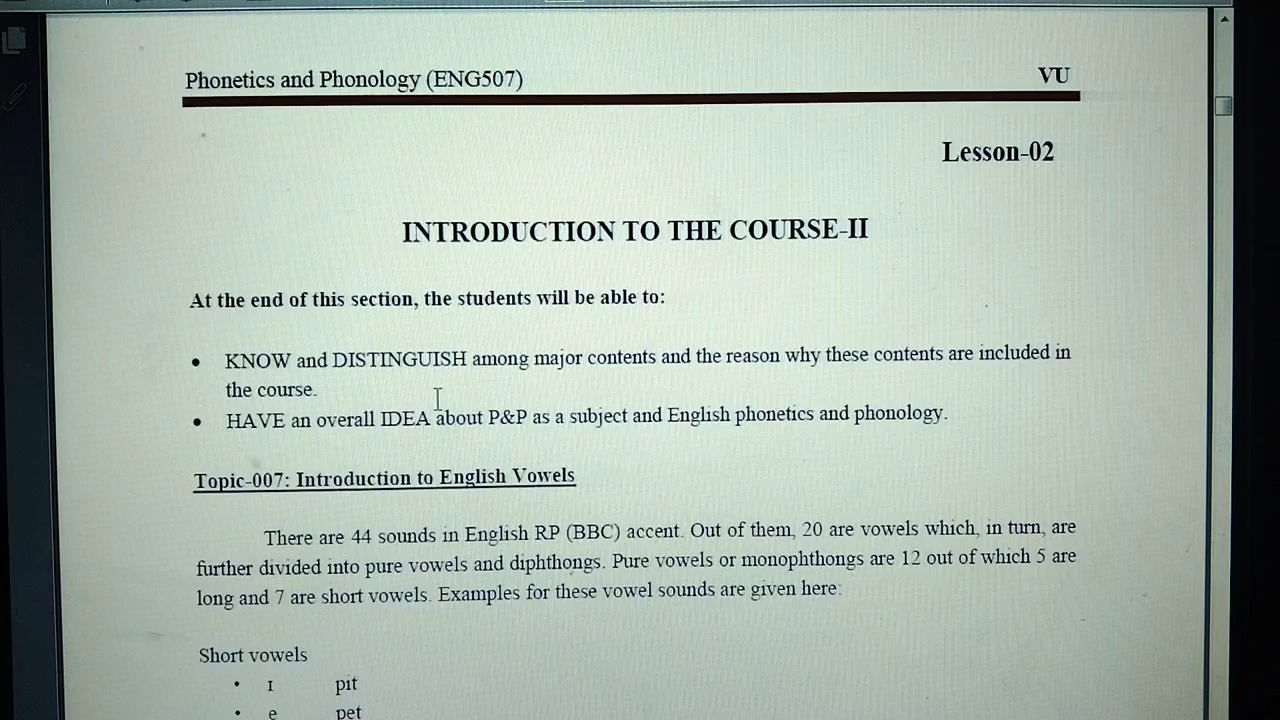 Phonetics and Phonology (ENG507) VU
Lesson-02
INTRODUCTION TO THE COURSE-II
At the end of this section, the students will be able to:
• KNOW and DISTINGUISH among major contents and the reason why these contents are included in
the course.
• HAVE an overall IDEA about P&P as a subject and English phonetics and phonology.
Topic-007: Introduction to English Vowels
There are 44 sounds in English RP (BBC) accent. Out of them, 20 are vowels which, in turn, are
further divided into pure vowels and diphthongs. Pure vowels or monophthongs are 12 out of which 5 are
long and 7 are short vowels. Examples for these vowel sounds are given here:
Short vowels
• ɪ pit
• e pet